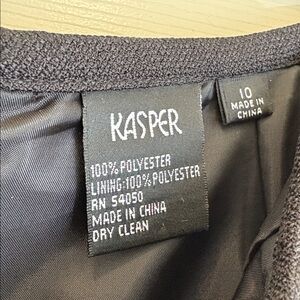 KASPER
100% POLYESTER
LINING:100% POLYESTER
RN 54050
MADE IN CHINA
DRY CLEAN
10
MADE IN
CHINA